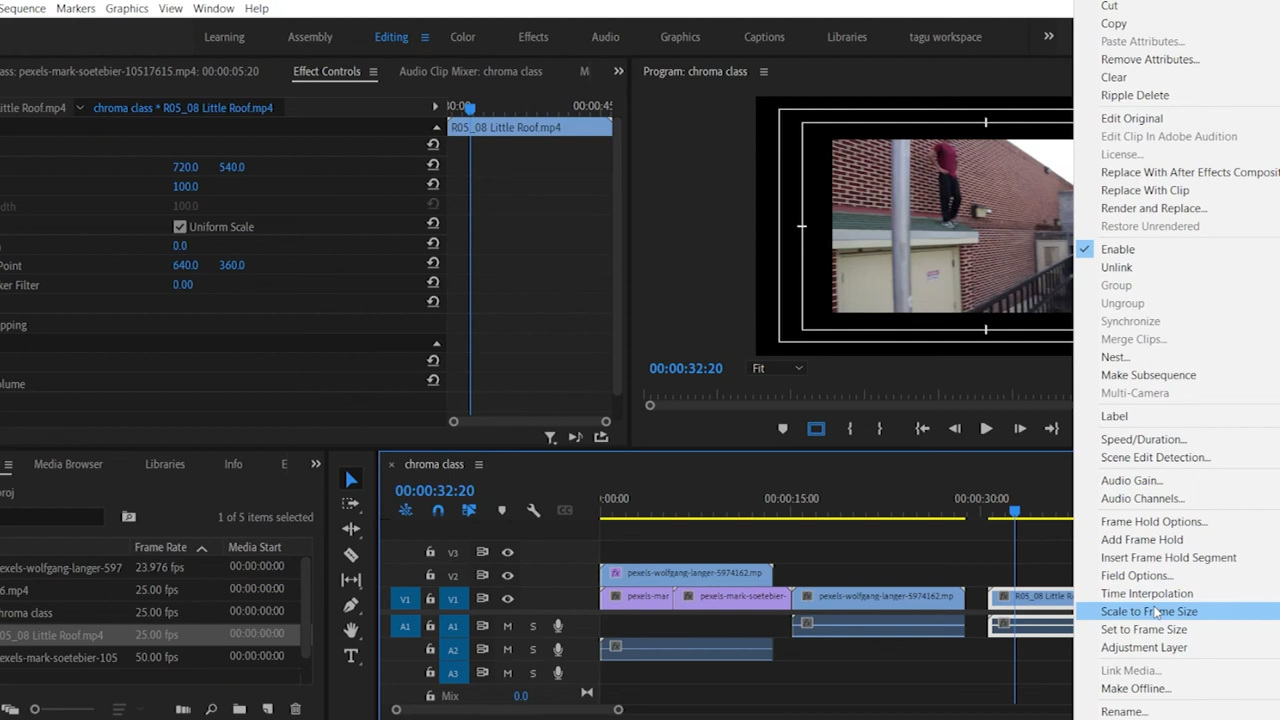 Sequence Markers Graphics View Window Help
Learning Assembly Editing Color Effects Audio Graphics Captions Libraries tagu workspace
pexels-mark-soetebier-10517615.mp4: 00:00:05:20 Effect Controls Audio Clip Mixer: chroma class M
Program: chroma class
ittle Roof.mp4 chroma class * R05_08 Little Roof.mp4
:0:00 00:00:45
R05_08 Little Roof.mp4
720.0 540.0
100.0
100.0
Uniform Scale
0.0
Point 640.0 360.0
ker Filter 0.00
apping
olume
00:00:32:20 Fit
Cut
Copy
Paste Attributes...
Remove Attributes...
Clear
Ripple Delete
Edit Original
Edit Clip In Adobe Audition
License...
Replace With After Effects Composit
Replace With Clip
Render and Replace...
Restore Unrendered
Enable
Unlink
Group
Ungroup
Synchronize
Merge Clips...
Nest...
Make Subsequence
Multi-Camera
Label
Speed/Duration...
Scene Edit Detection...
Audio Gain...
Audio Channels...
Frame Hold Options...
Add Frame Hold
Insert Frame Hold Segment
Field Options...
Time Interpolation
Scale to Frame Size
Set to Frame Size
Adjustment Layer
Link Media...
Make Offline...
Rename...
Media Browser Libraries Info E
roj
1 of 5 items selected
Frame Rate Media Start
exels-wolfgang-langer-597 23.976 fps 00:00:00:00
6.mp4 25.00 fps 00:00:00:00
hroma class 25.00 fps 00:00:00:00
05_08 Little Roof.mp4 25.00 fps 00:00:00:00
exels-mark-soetebier-105 50.00 fps 00:00:00:00
chroma class
00:00:32:20
:00:00 00:00:15:00 00:00:30:00
V3
V2 pexels-wolfgang-langer-5974162.mp
V1 V1 fx pexels-mar fx pexels-mark-soetebier- fx pexels-wolfgang-langer-5974162.mp fx R05_08 Little R
A1 A1 M S
A2 M S
A3 M S
Mix 0.0